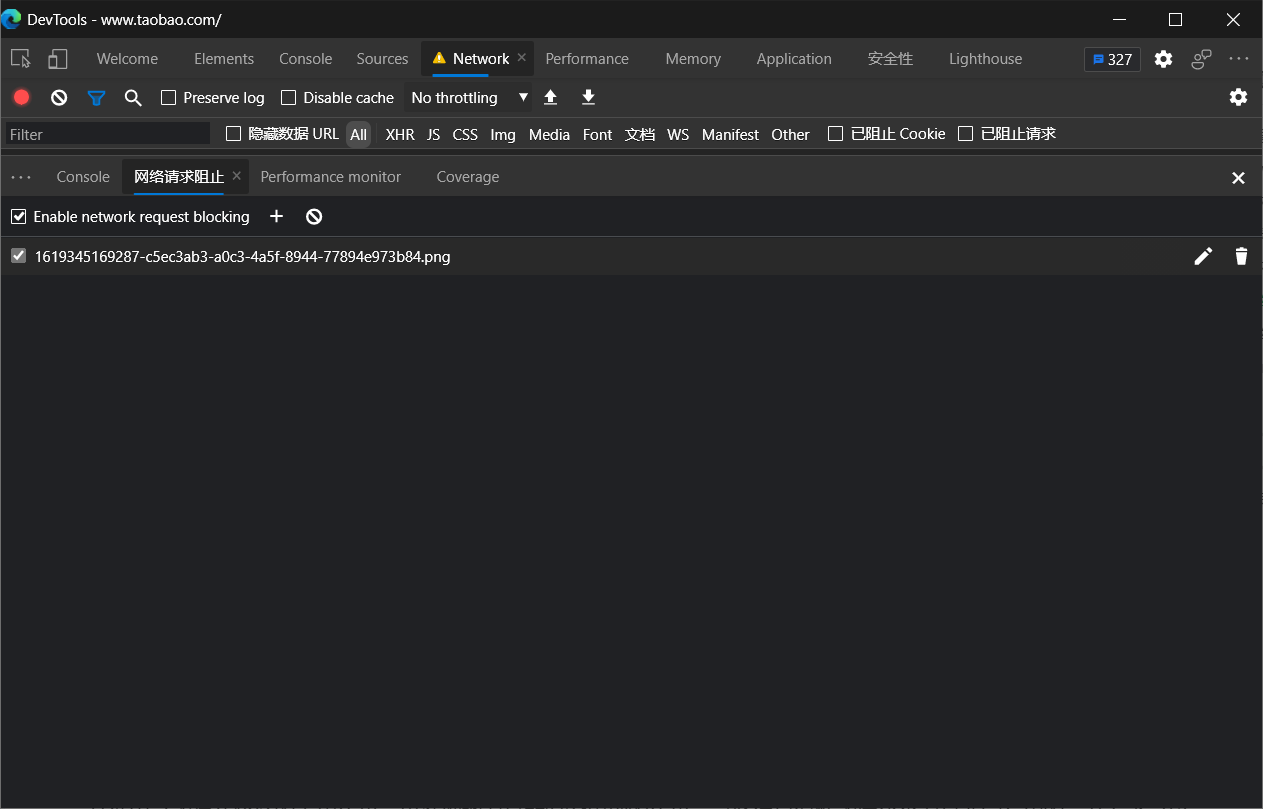 DevTools - www.taobao.com/
Welcome Elements Console Sources Network Performance Memory Application 安全性 Lighthouse 327
Preserve log Disable cache No throttling
Filter 隐藏数据 URL All XHR JS CSS Img Media Font 文档 WS Manifest Other 已阻止 Cookie 已阻止请求
Console 网络请求阻止 Performance monitor Coverage
Enable network request blocking
1619345169287-c5ec3ab3-a0c3-4a5f-8944-77894e973b84.png